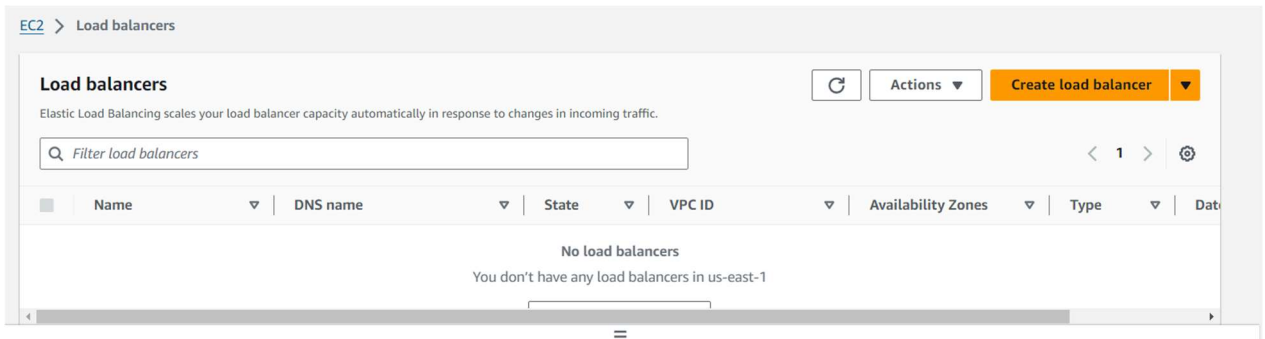 EC2 > Load balancers
Load balancers
Actions
Create load balancer
Elastic Load Balancing scales your load balancer capacity automatically in response to changes in incoming traffic.
Filter load balancers
1
Name DNS name State VPC ID Availability Zones Type Date
No load balancers
You don't have any load balancers in us-east-1